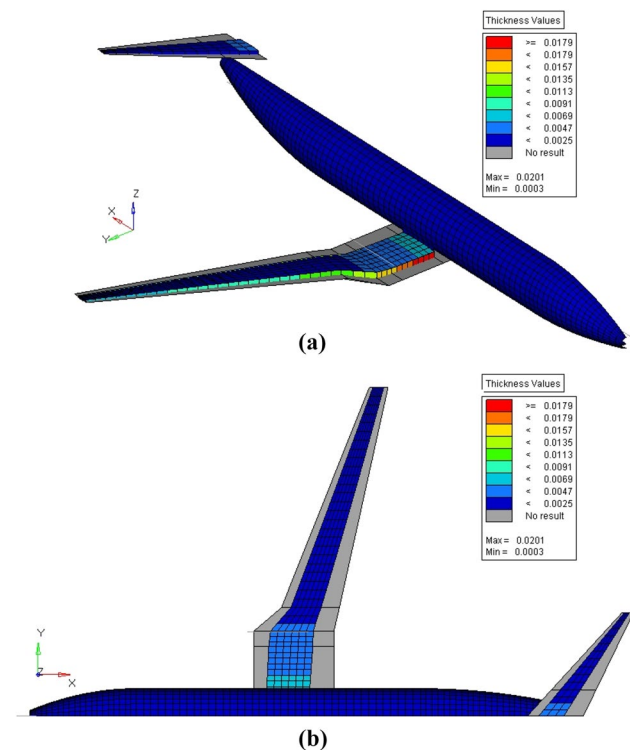 Thickness Values
>= 0.0179
< 0.0179
< 0.0157
< 0.0135
< 0.0113
< 0.0091
< 0.0069
< 0.0047
< 0.0025
No result
Max = 0.0201
Min = 0.0003
Z
X
Y
(a)
Thickness Values
>= 0.0179
< 0.0179
< 0.0157
< 0.0135
< 0.0113
< 0.0091
< 0.0069
< 0.0047
< 0.0025
No result
Max = 0.0201
Min = 0.0003
Y
Z
X
(b)